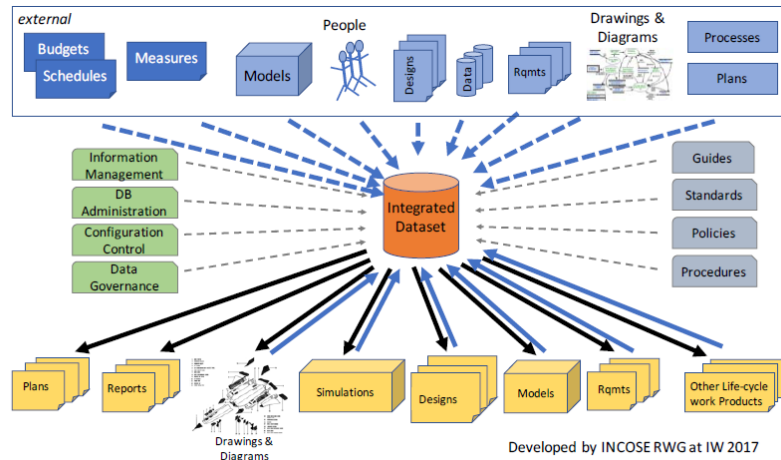 external
Budgets
Schedules
Measures
Models
People
Designs
Data
Rqmts
Drawings &
Diagrams
Processes
Plans
Information
Management
DB
Administration
Configuration
Control
Data
Governance
Integrated
Dataset
Guides
Standards
Policies
Procedures
Plans
Reports
Drawings &
Diagrams
Simulations
Designs
Models
Rqmts
Other Life-cycle
work Products
Developed by INCOSE RWG at IW 2017